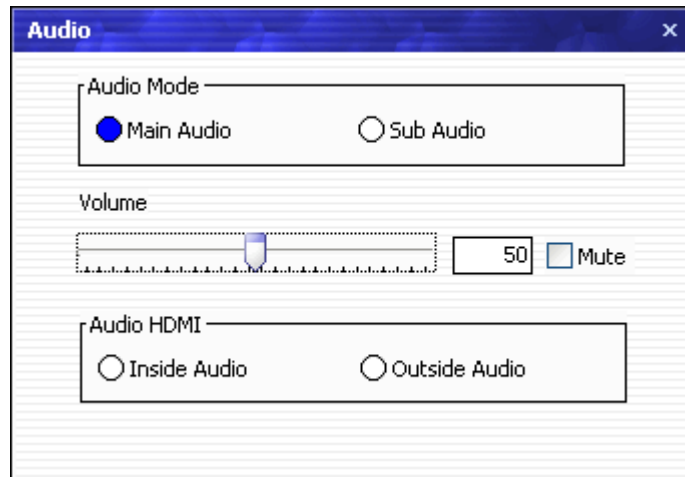 Audio
Audio Mode
Main Audio Sub Audio
Volume
50 Mute
Audio HDMI
Inside Audio Outside Audio